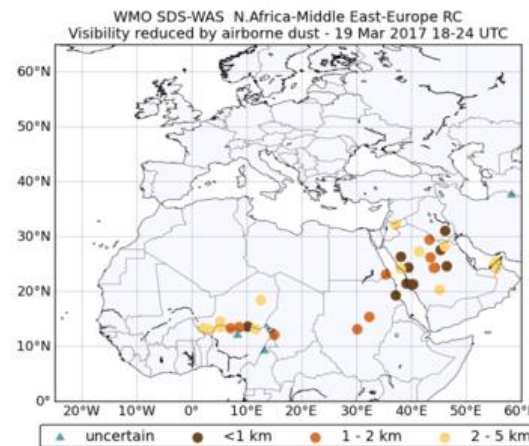 WMO SDS-WAS N.Africa-Middle East-Europe RC
Visibility reduced by airborne dust - 19 Mar 2017 18-24 UTC
60°N
50°N
40°N
30°N
20°N
10°N
0°
20°W 10°W 0° 10°E 20°E 30°E 40°E 50°E 60°E
uncertain <1 km 1 - 2 km 2 - 5 km